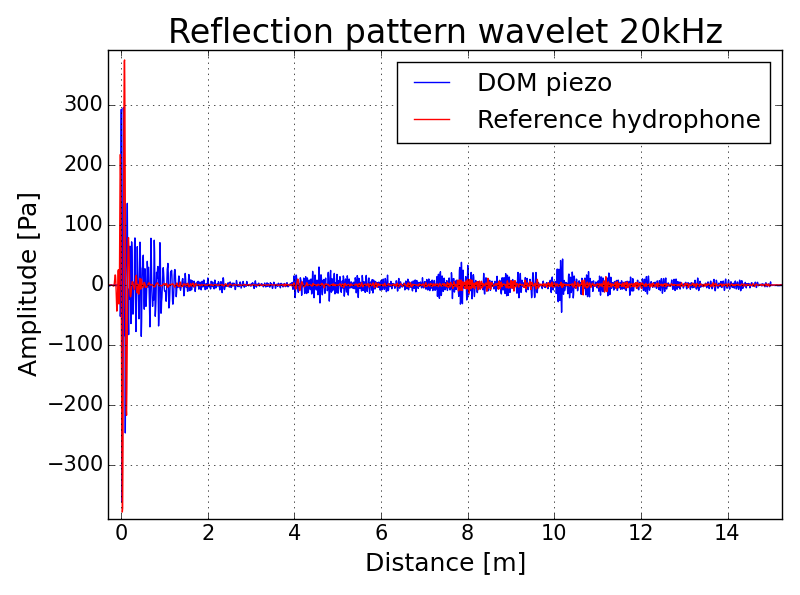 Reflection pattern wavelet 20kHz
DOM piezo
Reference hydrophone
Amplitude [Pa]
300
200
100
0
−100
−200
−300
0 2 4 6 8 10 12 14
Distance [m]